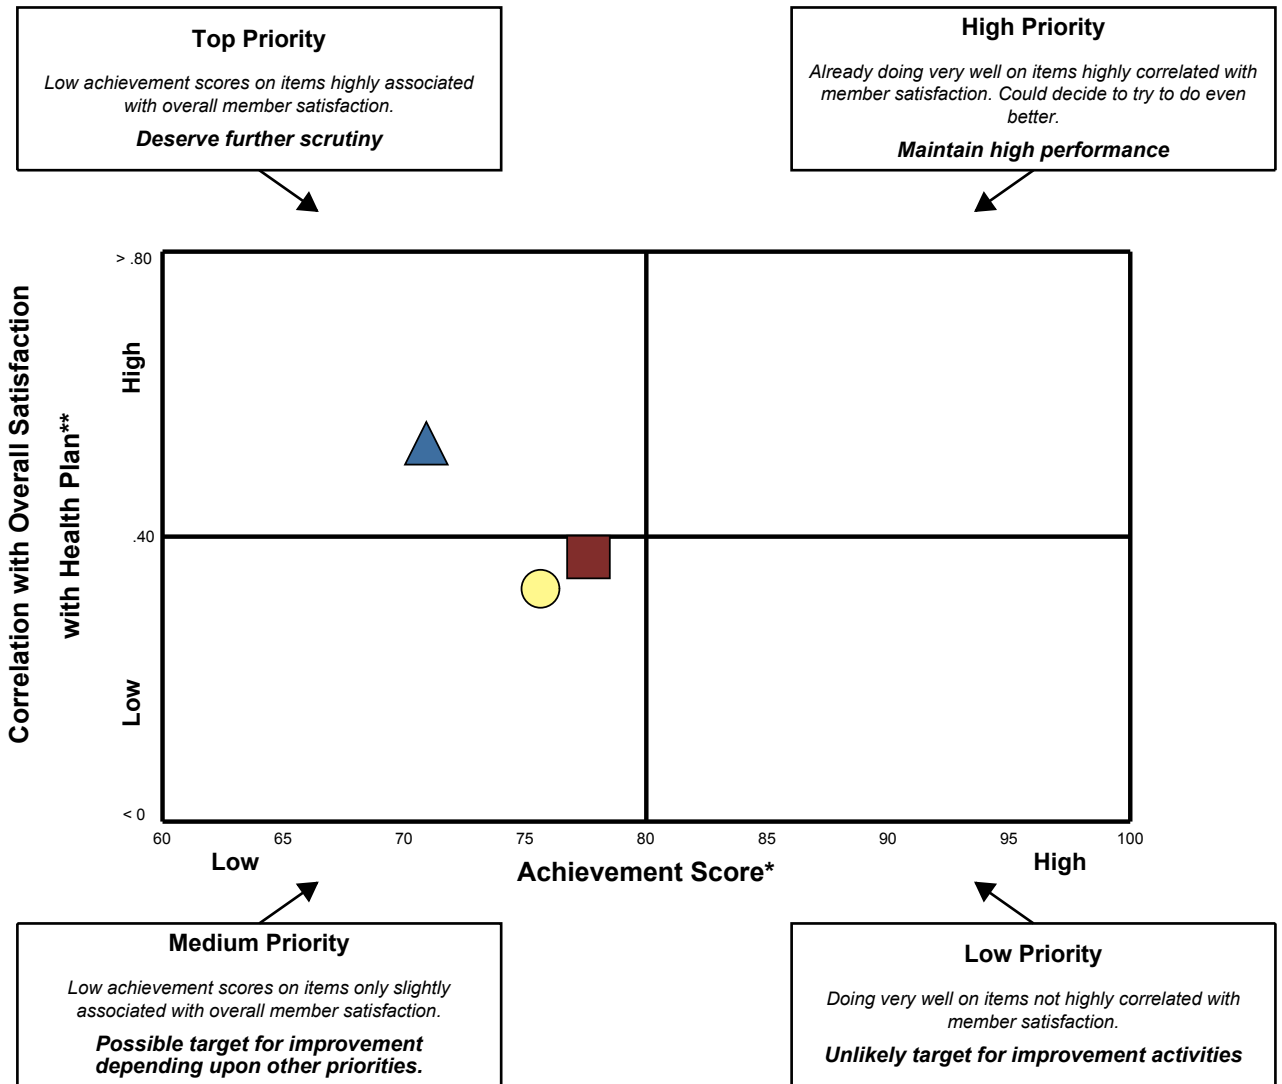 Top Priority
Low achievement scores on items highly associated
with overall member satisfaction.
Deserve further scrutiny
High Priority
Already doing very well on items highly correlated with
member satisfaction. Could decide to try to do even
better.
Maintain high performance
Correlation with Overall Satisfaction
with Health Plan**
> .80
High
.40
Low
< 0
60 65 70 75 80 85 90 95 100
Low Achievement Score* High
Medium Priority
Low achievement scores on items only slightly
associated with overall member satisfaction.
Possible target for improvement
depending upon other priorities.
Low Priority
Doing very well on items not highly correlated with
member satisfaction.
Unlikely target for improvement activities